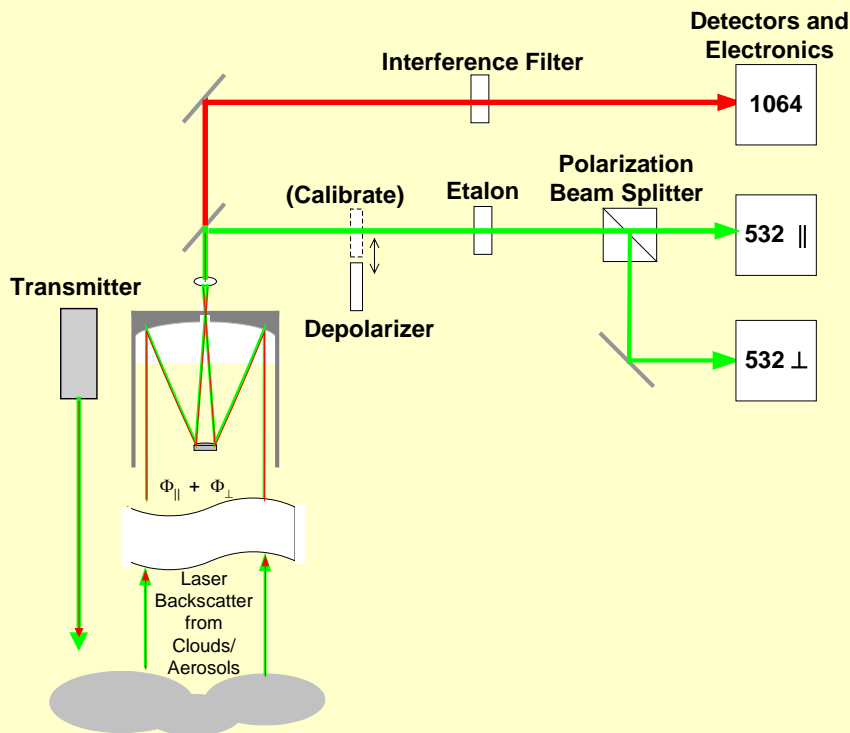 Detectors and
Electronics
Interference Filter
1064
Polarization
Beam Splitter
(Calibrate)
Etalon
532 ∥
Transmitter
Depolarizer
532 ⊥
Φ∥ + Φ⊥
Laser
Backscatter
from
Clouds/
Aerosols